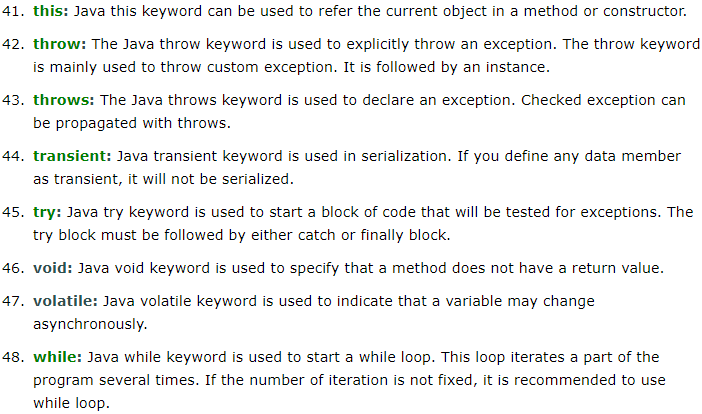 41. this: Java this keyword can be used to refer the current object in a method or constructor.
42. throw: The Java throw keyword is used to explicitly throw an exception. The throw keyword
is mainly used to throw custom exception. It is followed by an instance.
43. throws: The Java throws keyword is used to declare an exception. Checked exception can
be propagated with throws.
44. transient: Java transient keyword is used in serialization. If you define any data member
as transient, it will not be serialized.
45. try: Java try keyword is used to start a block of code that will be tested for exceptions. The
try block must be followed by either catch or finally block.
46. void: Java void keyword is used to specify that a method does not have a return value.
47. volatile: Java volatile keyword is used to indicate that a variable may change
asynchronously.
48. while: Java while keyword is used to start a while loop. This loop iterates a part of the
program several times. If the number of iteration is not fixed, it is recommended to use
while loop.